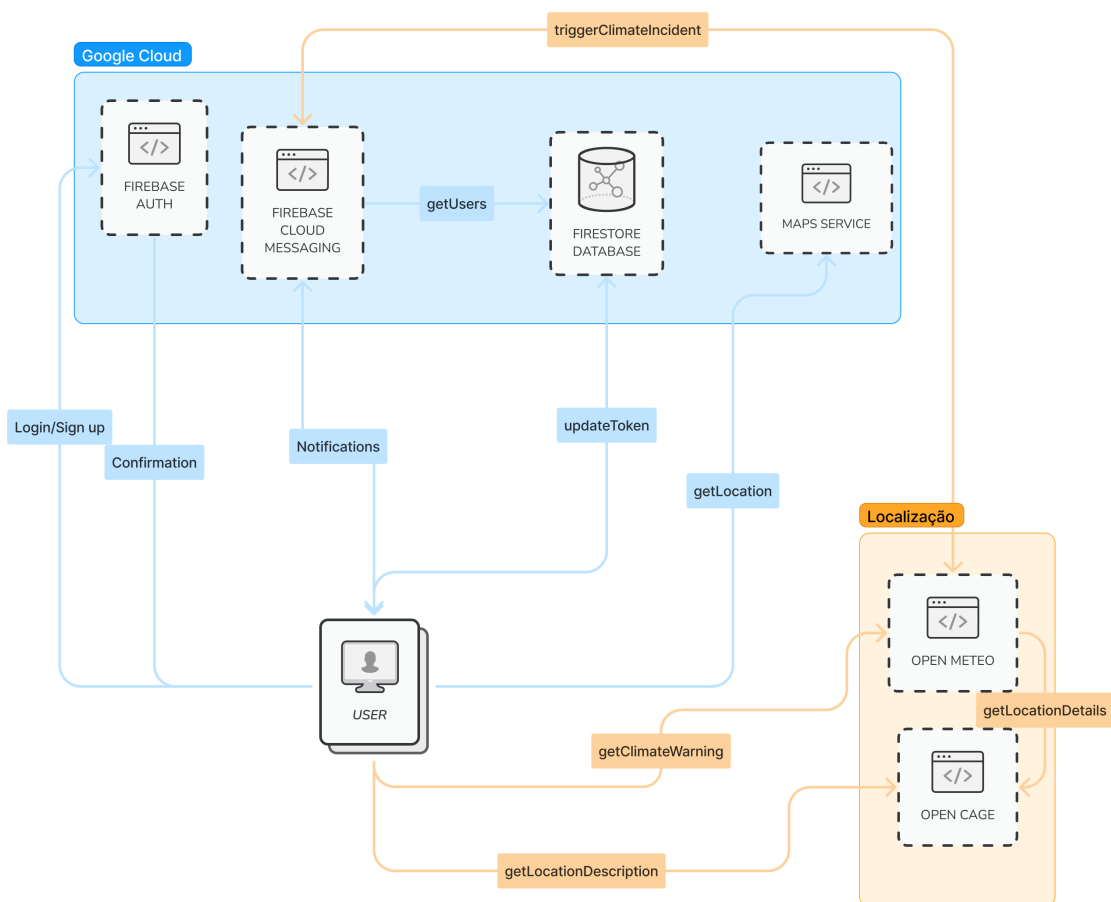 triggerClimateIncident
Google Cloud
FIREBASE
AUTH
FIREBASE
CLOUD
MESSAGING
getUsers
FIRESTORE
DATABASE
MAPS SERVICE
Login/Sign up
Confirmation
Notifications
updateToken
getLocation
Localização
OPEN METEO
USER
getLocationDetails
getClimateWarning
OPEN CAGE
getLocationDescription